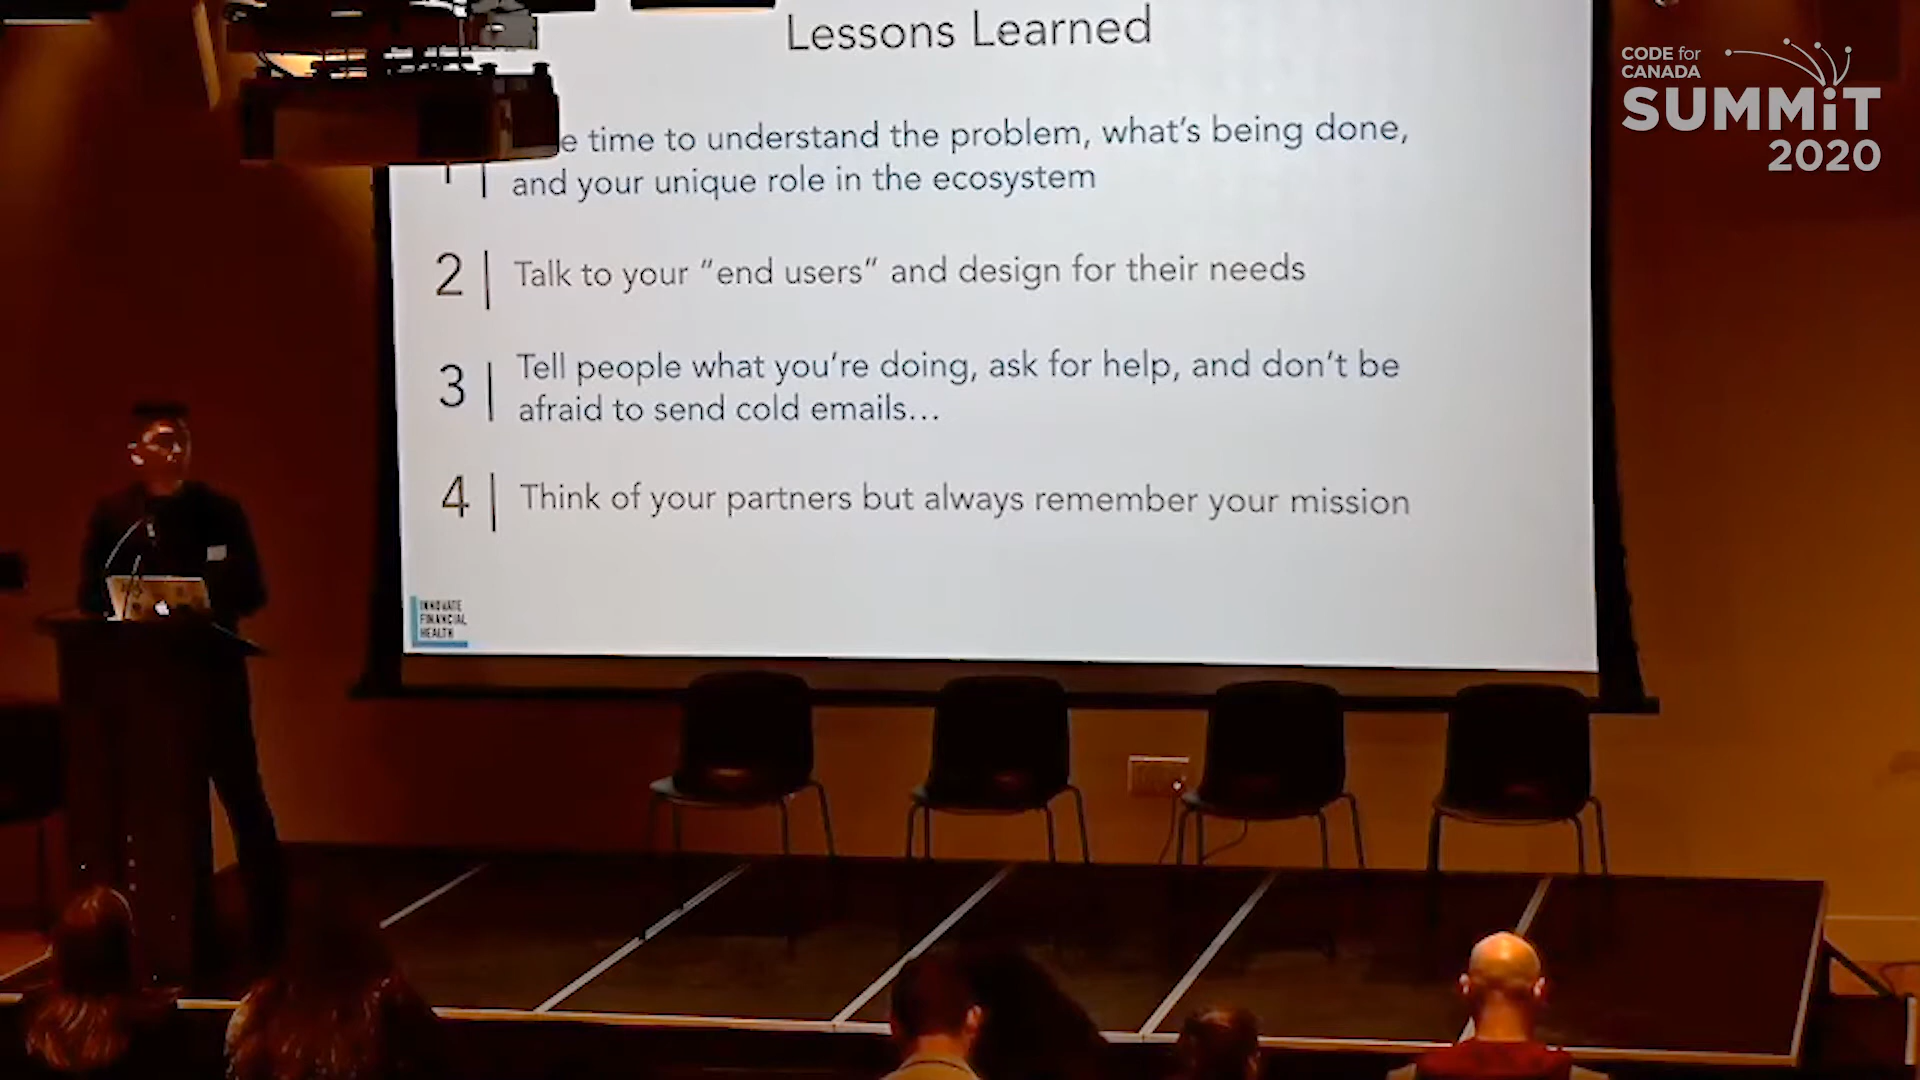 Lessons Learned
CODE for
CANADA
SUMMiT
2020
time to understand the problem, what's being done,
1 | and your unique role in the ecosystem
2 | Talk to your "end users" and design for their needs
3 | Tell people what you're doing, ask for help, and don't be
afraid to send cold emails...
4 | Think of your partners but always remember your mission
INNOVATE
FINANCIAL
HEALTH